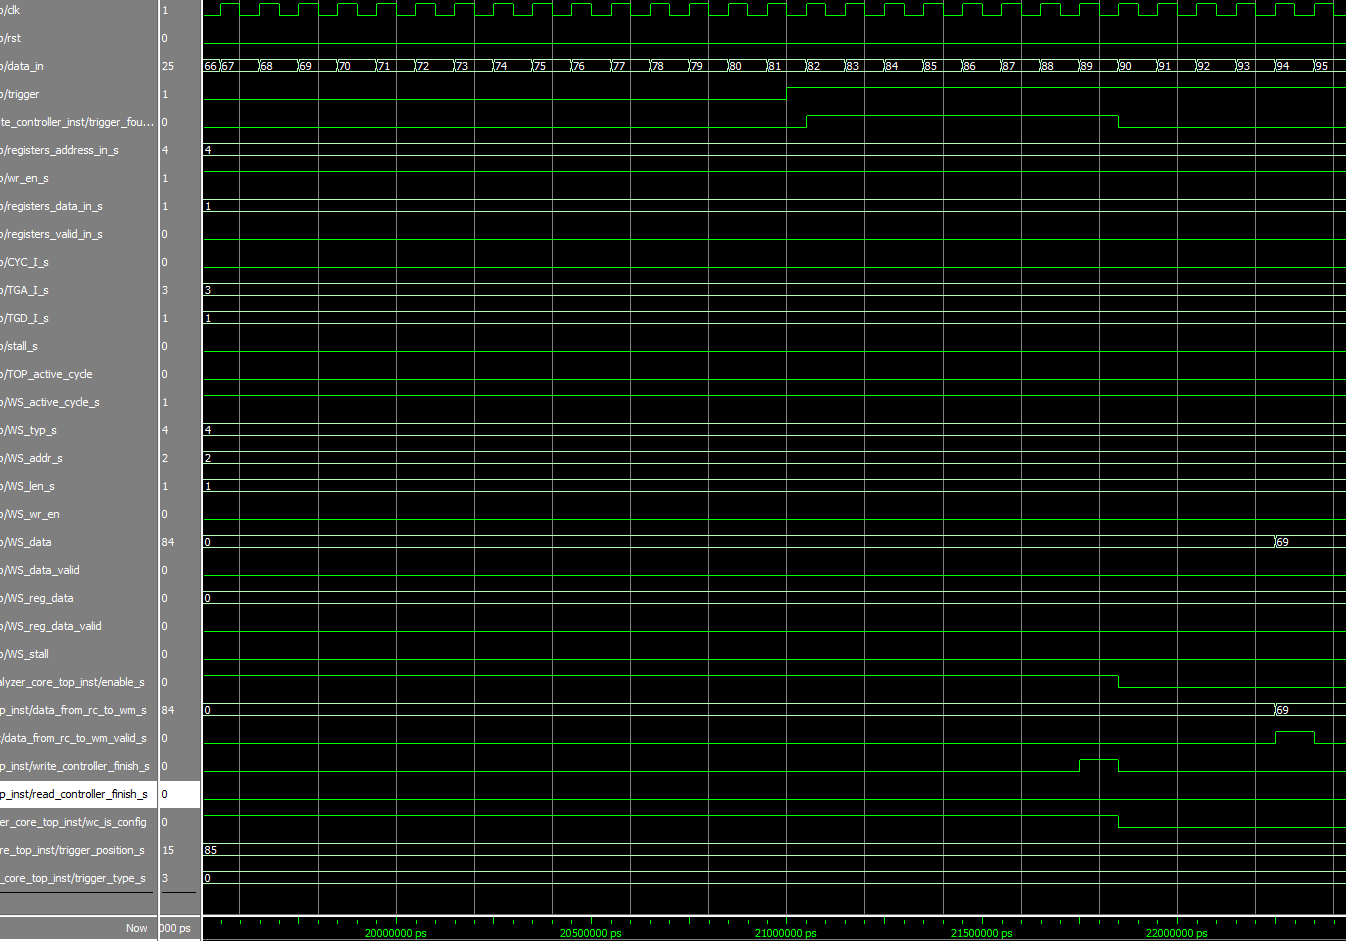 o/clk 1
o/rst 0
o/data_in 25 66 67 68 69 70 71 72 73 74 75 76 77 78 79 80 81 82 83 84 85 86 87 88 89 90 91 92 93 94 95
o/trigger 1
te_controller_inst/trigger_fou... 0
o/registers_address_in_s 4 4
o/wr_en_s 1
o/registers_data_in_s 1 1
o/registers_valid_in_s 0
o/CYC_I_s 0
o/TGA_I_s 3 3
o/TGD_I_s 1 1
o/stall_s 0
o/TOP_active_cycle 0
o/WS_active_cycle_s 1
o/WS_typ_s 4 4
o/WS_addr_s 2 2
o/WS_len_s 1 1
o/WS_wr_en 0
o/WS_data 84 0 69
o/WS_data_valid 0
o/WS_reg_data 0 0
o/WS_reg_data_valid 0
o/WS_stall 0
alyzer_core_top_inst/enable_s 0
p_inst/data_from_rc_to_wm_s 84 0 69
/data_from_rc_to_wm_valid_s 0
p_inst/write_controller_finish_s 0
p_inst/read_controller_finish_s 0
er_core_top_inst/wc_is_config 0
re_top_inst/trigger_position_s 15 85
_core_top_inst/trigger_type_s 3 0
Now 000 ps
20000000 ps 20500000 ps 21000000 ps 21500000 ps 22000000 ps